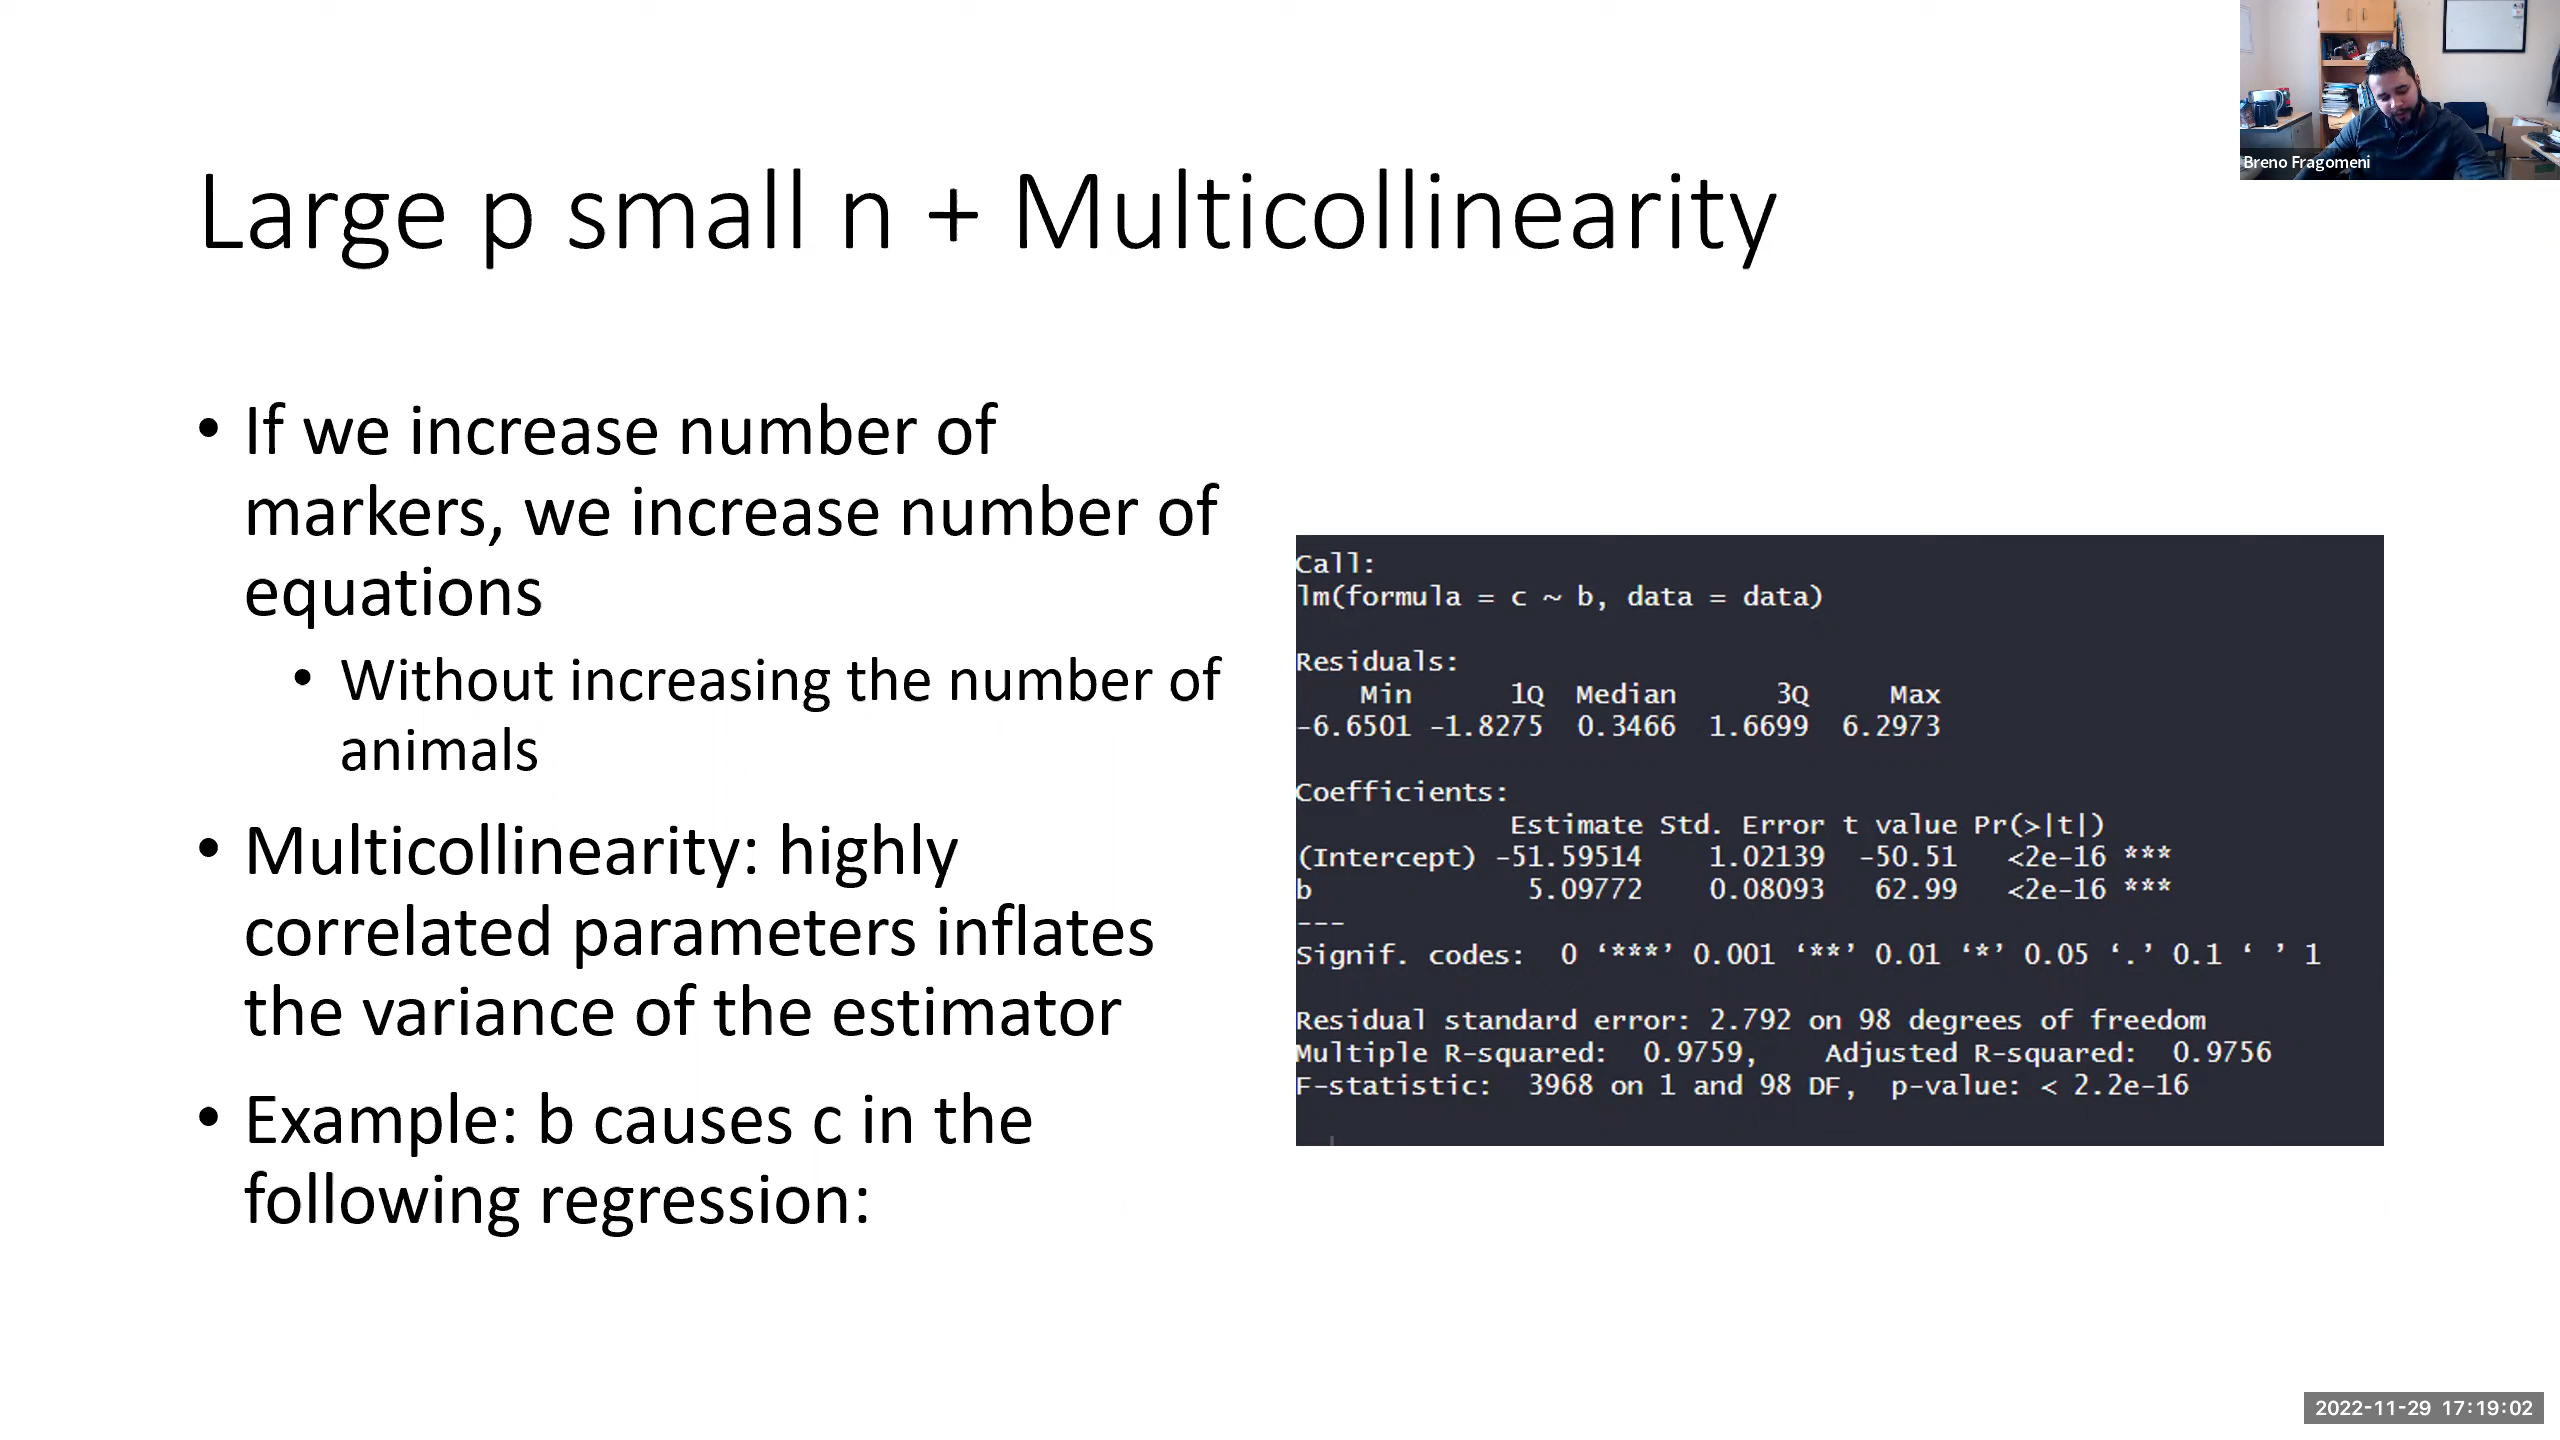 Breno Fragomeni
Large p small n + Multicollinearity
• If we increase number of
markers, we increase number of
equations
• Without increasing the number of
animals
• Multicollinearity: highly
correlated parameters inflates
the variance of the estimator
• Example: b causes c in the
following regression:
Call:
lm(formula = c ~ b, data = data)
Residuals:
Min 1Q Median 3Q Max
-6.6501 -1.8275 0.3466 1.6699 6.2973
Coefficients:
Estimate Std. Error t value Pr(>|t|)
(Intercept) -51.59514 1.02139 -50.51 <2e-16 ***
b 5.09772 0.08093 62.99 <2e-16 ***
---
Signif. codes: 0 ‘***’ 0.001 ‘**’ 0.01 ‘*’ 0.05 ‘.’ 0.1 ‘ ’ 1
Residual standard error: 2.792 on 98 degrees of freedom
Multiple R-squared: 0.9759, Adjusted R-squared: 0.9756
F-statistic: 3968 on 1 and 98 DF, p-value: < 2.2e-16
2022-11-29 17:19:02